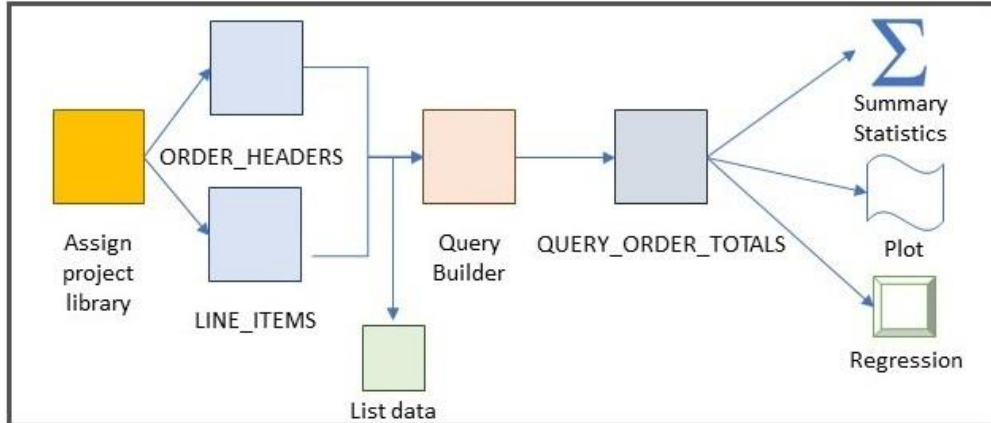 Assign
project
library
ORDER_HEADERS
LINE_ITEMS
List data
Query
Builder
QUERY_ORDER_TOTALS
Σ
Summary
Statistics
Plot
Regression